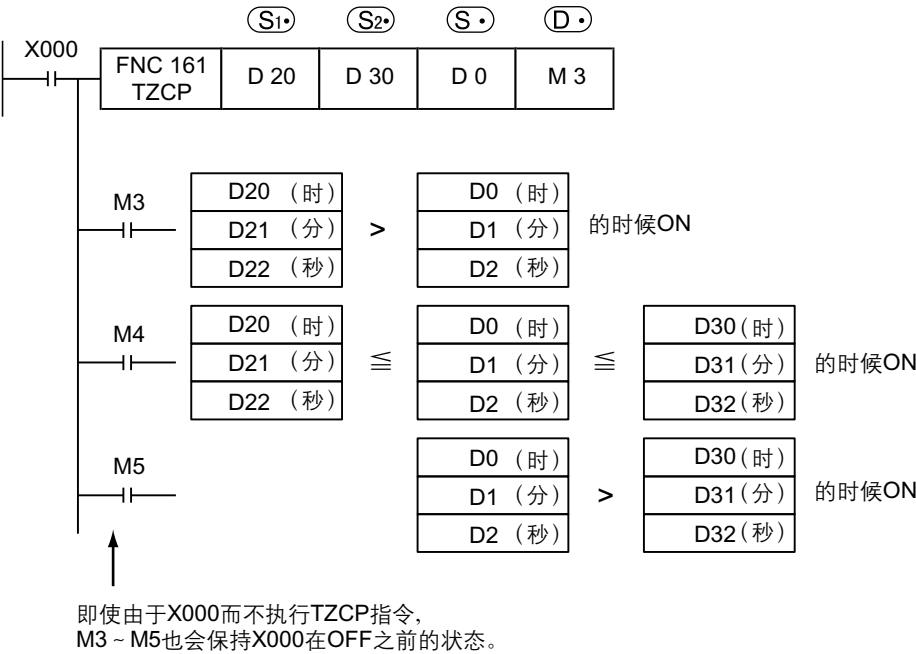 S1• S2• S• D•
X000
FNC 161 TZCP D 20 D 30 D 0 M 3
M3
D20 (时) D0 (时)
D21 (分) > D1 (分) 的时候ON
D22 (秒) D2 (秒)
M4
D20 (时) D0 (时) D30(时)
D21 (分) ≦ D1 (分) ≦ D31(分) 的时候ON
D22 (秒) D2 (秒) D32(秒)
M5
D0 (时) D30(时)
D1 (分) > D31(分) 的时候ON
D2 (秒) D32(秒)
即使由于X000而不执行TZCP指令,
M3~M5也会保持X000在OFF之前的状态。